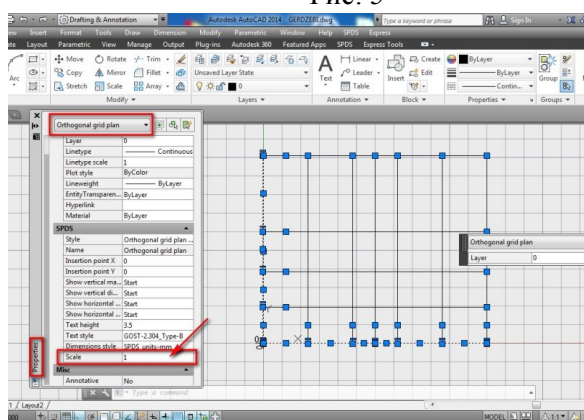 Рис. 3
Drafting & Annotation
Autodesk AutoCAD 2014 GERDZEBI.dwg
Type a keyword or phrase
Sign In
Insert Format Tools Draw Dimension Modify Parametric Window Help SPDS Express
Layout Parametric View Manage Output Plug-ins Autodesk 360 Featured Apps SPDS Express Tools
Arc
Move Rotate Trim
Copy Mirror Fillet
Stretch Scale Array
Modify
Unsaved Layer State
0
Layers
Text
Linear
Leader
Table
Annotation
Insert
Create
Edit
Block
ByLayer
ByLayer
Contin...
Properties
Group
Groups
Orthogonal grid plan
Layer 0
Linetype Continuous
Linetype scale 1
Plot style ByColor
Lineweight ByLayer
EntityTransparen... ByLayer
Hyperlink
Material ByLayer
SPDS
Style Orthogonal grid plan ...
Name Orthogonal grid plan
Insertion point X 0
Insertion point Y 0
Show vertical ma... Start
Show vertical di... Start
Show horizontal ... Start
Show horizontal ... Start
Text height 3.5
Text style GOST-2.304_Type-B
Dimensions style SPDS units-mm
Scale 1
Misc
Annotative No
Properties
Orthogonal grid plan
Layer 0
Y
X
Type a command
1 / Layout2 /
MODEL
1:1